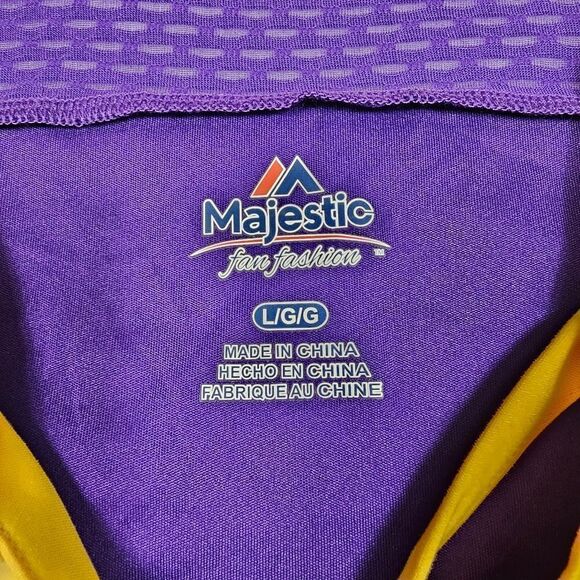 Majestic
fan fashion
L/G/G
MADE IN CHINA
HECHO EN CHINA
FABRIQUE AU CHINE